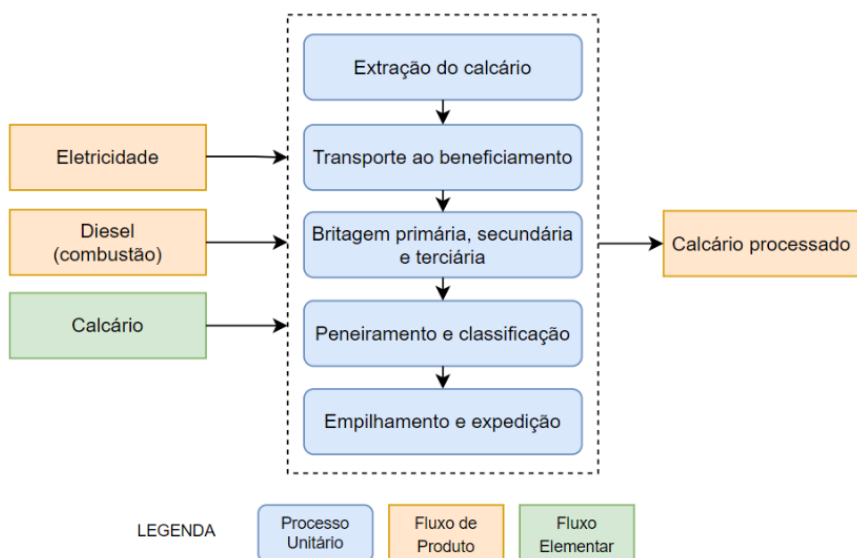 Extração do calcário
Eletricidade
Transporte ao beneficiamento
Diesel
(combustão)
Britagem primária, secundária
e terciária
Calcário processado
Calcário
Peneiramento e classificação
Empilhamento e expedição
LEGENDA
Processo
Unitário
Fluxo de
Produto
Fluxo
Elementar